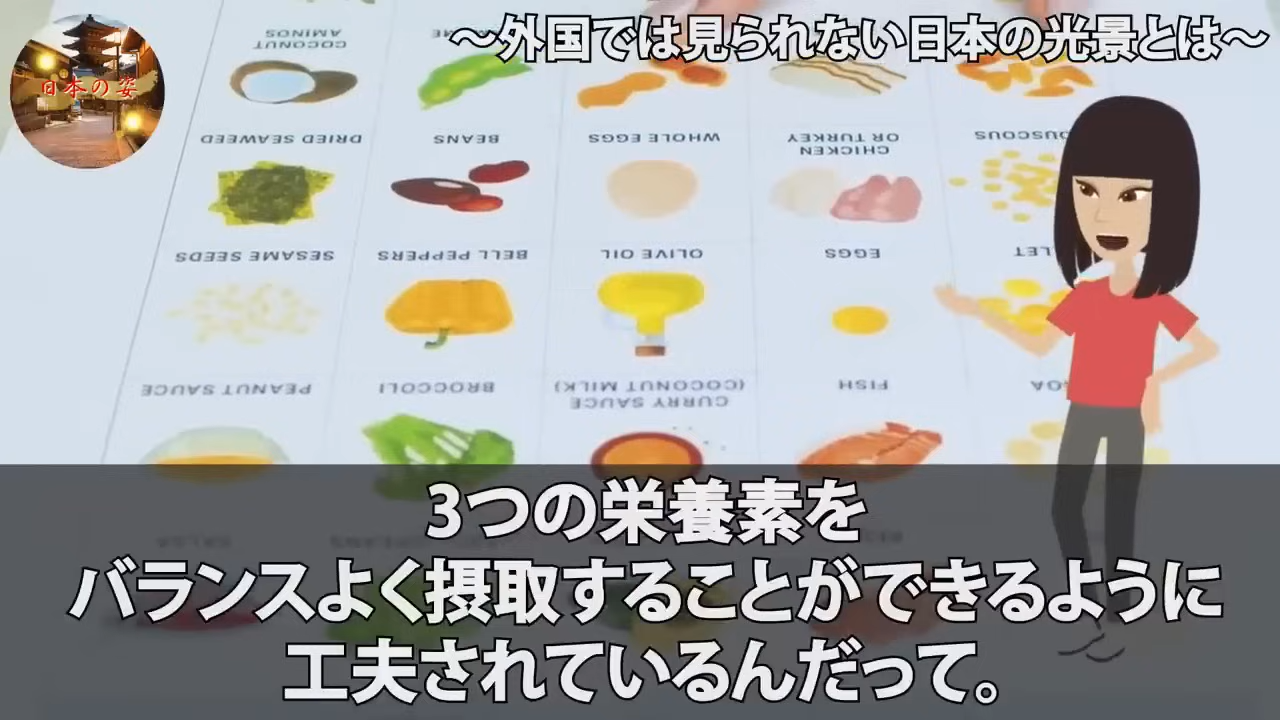 ～外国では見られない日本の光景とは～
日本の姿
COCONUT
AMINOS
DRIED SEAWEED
BEANS
WHOLE EGGS
CHICKEN
OR TURKEY
SESAME SEEDS
BELL PEPPERS
OLIVE OIL
EGGS
PEANUT SAUCE
BROCCOLI
CURRY SAUCE
(COCONUT MILK)
FISH
3つの栄養素を
バランスよく摂取することができるように
工夫されているんだって。